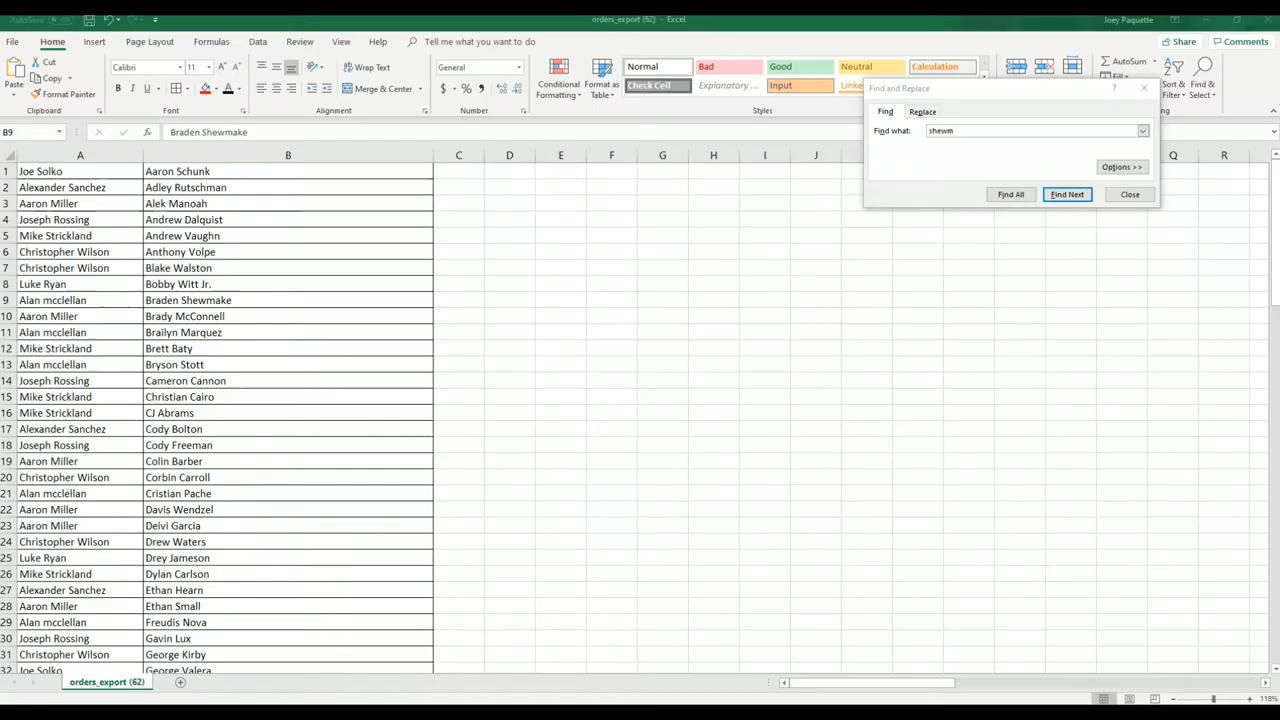 AutoSave Off orders_export (62) - Excel Joey Paquette
File Home Insert Page Layout Formulas Data Review View Help Tell me what you want to do Share Comments
Paste Cut Copy Format Painter Clipboard
Calibri 11 A A B I U A Font
Wrap Text Merge & Center Alignment
General $ % , Number
Conditional Formatting Format as Table
Normal Bad Good Neutral Calculation
Check Cell Explanatory ... Input Linke
Styles
AutoSum Fill Sort & Filter Find & Select
Find and Replace ?
Find Replace
Find what: shewm
Options >>
Find All Find Next Close
B9 fx Braden Shewmake
A B C D E F G H I J Q R
1 Joe Solko Aaron Schunk
2 Alexander Sanchez Adley Rutschman
3 Aaron Miller Alek Manoah
4 Joseph Rossing Andrew Dalquist
5 Mike Strickland Andrew Vaughn
6 Christopher Wilson Anthony Volpe
7 Christopher Wilson Blake Walston
8 Luke Ryan Bobby Witt Jr.
9 Alan mcclellan Braden Shewmake
10 Aaron Miller Brady McConnell
11 Alan mcclellan Brailyn Marquez
12 Mike Strickland Brett Baty
13 Alan mcclellan Bryson Stott
14 Joseph Rossing Cameron Cannon
15 Mike Strickland Christian Cairo
16 Mike Strickland CJ Abrams
17 Alexander Sanchez Cody Bolton
18 Joseph Rossing Cody Freeman
19 Aaron Miller Colin Barber
20 Christopher Wilson Corbin Carroll
21 Alan mcclellan Cristian Pache
22 Aaron Miller Davis Wendzel
23 Aaron Miller Deivi Garcia
24 Christopher Wilson Drew Waters
25 Luke Ryan Drey Jameson
26 Mike Strickland Dylan Carlson
27 Alexander Sanchez Ethan Hearn
28 Aaron Miller Ethan Small
29 Alan mcclellan Freudis Nova
30 Joseph Rossing Gavin Lux
31 Christopher Wilson George Kirby
32 Joe Solko George Valera
orders_export (62)
118%